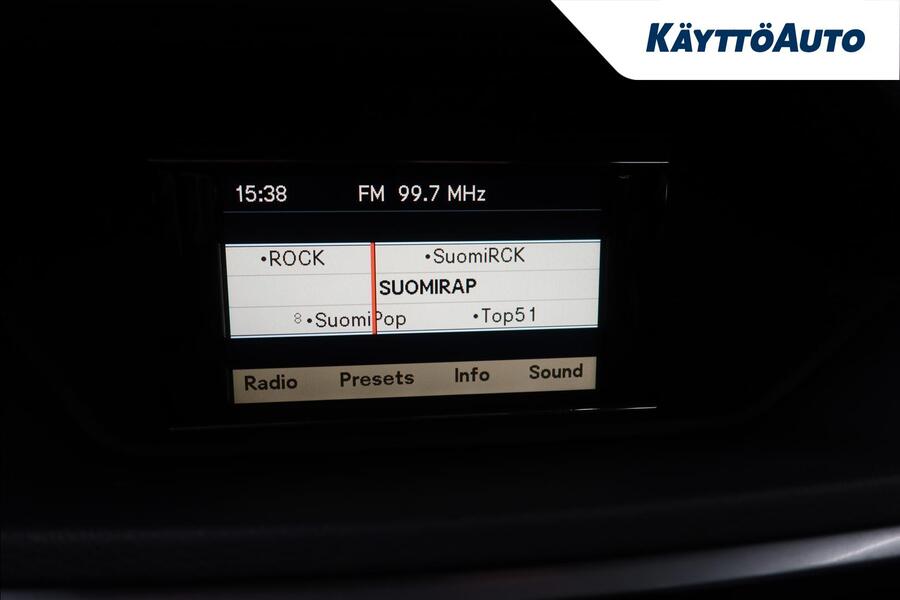 KÄYTTÖAUTO
15:38 FM 99.7 MHz
•ROCK •SuomiRCK
SUOMIRAP
8 •SuomiPop •Top51
Radio Presets Info Sound